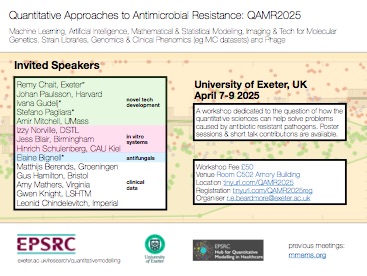 Quantitative Approaches to Antimicrobial Resistance: QAMR2025
Machine Learning, Artificial Intelligence, Mathematical & Statistical Modeling, Imaging & Tech for Molecular
Genetics, Strain Libraries, Genomics & Clinical Phenomics (eg MIC datasets) and Phage
Invited Speakers
Remy Chait, Exeter*
Johan Paulsson, Harvard
Ivana Gudelj*
Stefano Pagliara*
Amir Mitchell, UMass
Izzy Norville, DSTL
Jess Blair, Birmingham
Hinrich Schulenberg, CAU Kiel
Elaine Bignell*
Matthijs Berends, Groeningen
Gus Hamilton, Bristol
Amy Mathers, Virginia
Gwen Knight, LSHTM
Leonid Chindelevitch, Imperial
novel tech
development
in vitro
systems
antifungals
clinical
data
University of Exeter, UK
April 7-9 2025
A workshop dedicated to the question of how the
quantitative sciences can help solve problems
caused by antibiotic resistant pathogens. Poster
sessions & short talk contributions are available.
Workshop Fee £50
Venue Room C502 Amory Building
Location tinyurl.com/QAMR2025
Registration tinyurl.com/QAMR2025reg
Organiser r.e.beardmore@exeter.ac.uk
EPSRC
exeter.ac.uk/research/quantitativemodelling
University
of Exeter
EPSRC
Hub for Quantitative
Modelling in Healthcare
previous meetings:
mmems.org